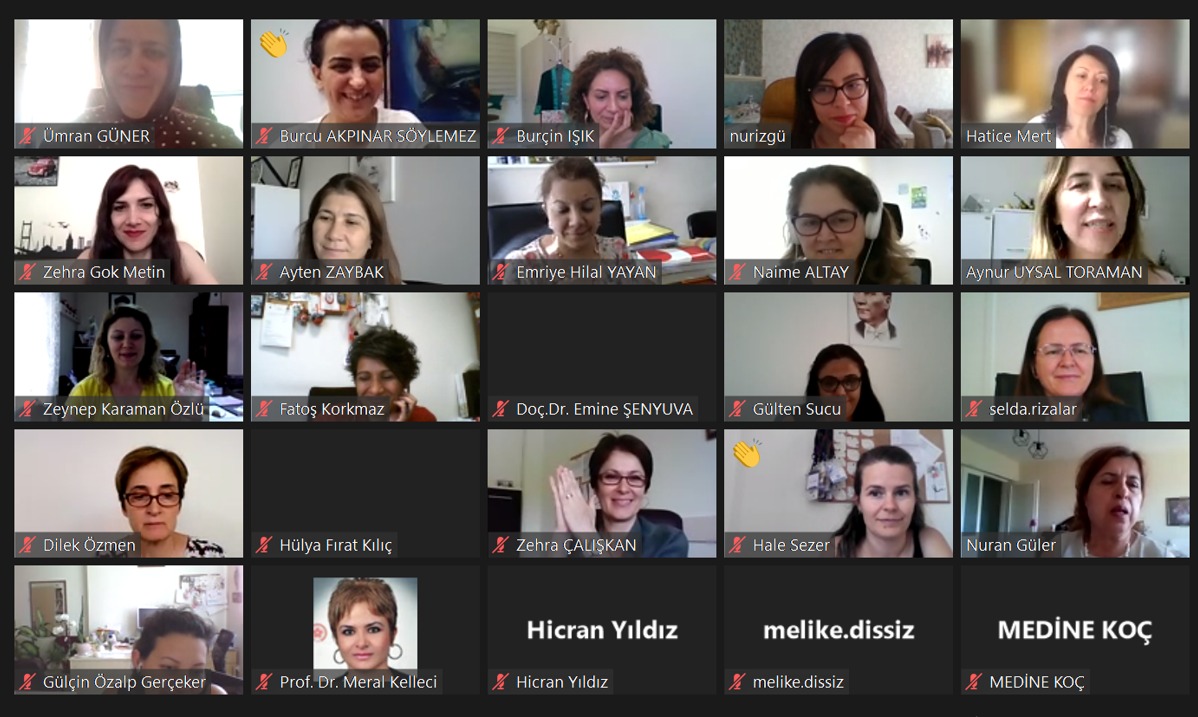 Ümran GÜNER
Burcu AKPINAR SÖYLEMEZ
Burçin IŞIK
nurizgü
Hatice Mert
Zehra Gok Metin
Ayten ZAYBAK
Emriye Hilal YAYAN
Naime ALTAY
Aynur UYSAL TORAMAN
Zeynep Karaman Özlü
Fatoş Korkmaz
Doç.Dr. Emine ŞENYUVA
Gülten Sucu
selda.rizalar
Dilek Özmen
Hülya Fırat Kılıç
Zehra ÇALIŞKAN
Hale Sezer
Nuran Güler
Gülçin Özalp Gerçeker
Prof. Dr. Meral Kelleci
Hicran Yıldız
Hicran Yıldız
melike.dissiz
melike.dissiz
MEDİNE KOÇ
MEDİNE KOÇ